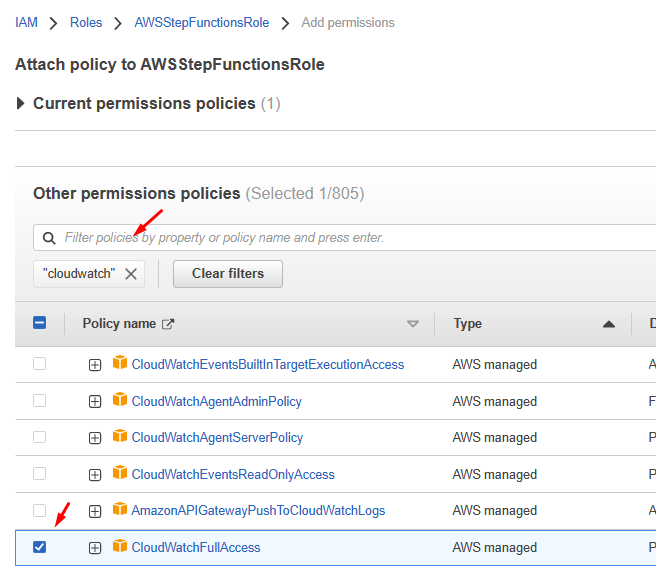 IAM > Roles > AWSStepFunctionsRole > Add permissions
Attach policy to AWSStepFunctionsRole
Current permissions policies (1)
Other permissions policies (Selected 1/805)
Filter policies by property or policy name and press enter.
"cloudwatch" Clear filters
Policy name Type D
CloudWatchEventsBuiltInTargetExecutionAccess AWS managed A
CloudWatchAgentAdminPolicy AWS managed F
CloudWatchAgentServerPolicy AWS managed P
CloudWatchEventsReadOnlyAccess AWS managed P
AmazonAPIGatewayPushToCloudWatchLogs AWS managed A
CloudWatchFullAccess AWS managed P